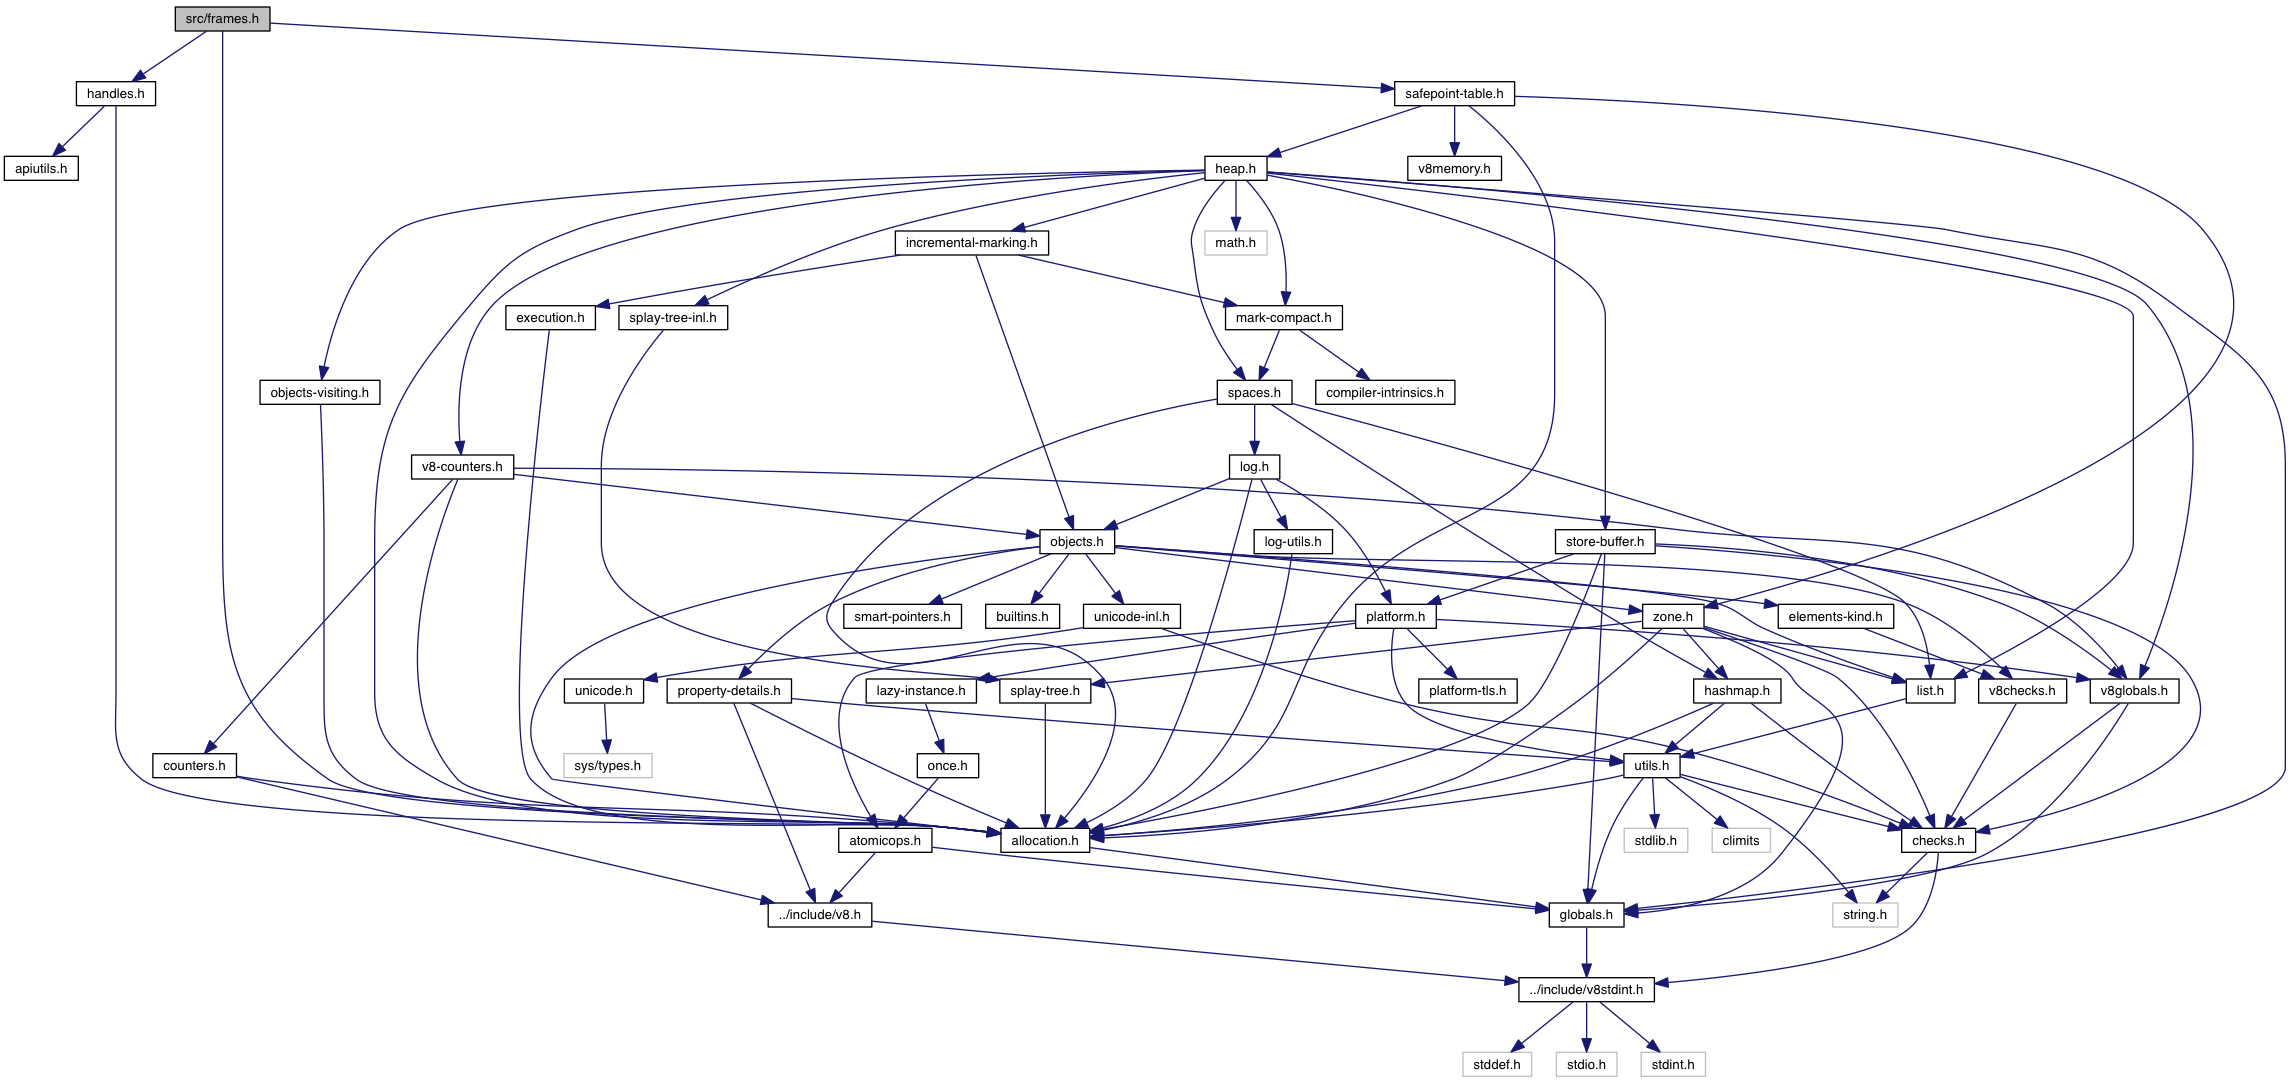 src/frames.h
handles.h
safepoint-table.h
apiutils.h
heap.h
v8memory.h
incremental-marking.h
math.h
execution.h
splay-tree-inl.h
mark-compact.h
objects-visiting.h
spaces.h
compiler-intrinsics.h
v8-counters.h
log.h
objects.h
log-utils.h
store-buffer.h
smart-pointers.h
builtins.h
unicode-inl.h
platform.h
zone.h
elements-kind.h
unicode.h
property-details.h
lazy-instance.h
splay-tree.h
platform-tls.h
hashmap.h
list.h
v8checks.h
v8globals.h
counters.h
sys/types.h
once.h
utils.h
atomicops.h
allocation.h
stdlib.h
climits
checks.h
../include/v8.h
globals.h
string.h
../include/v8stdint.h
stddef.h
stdio.h
stdint.h